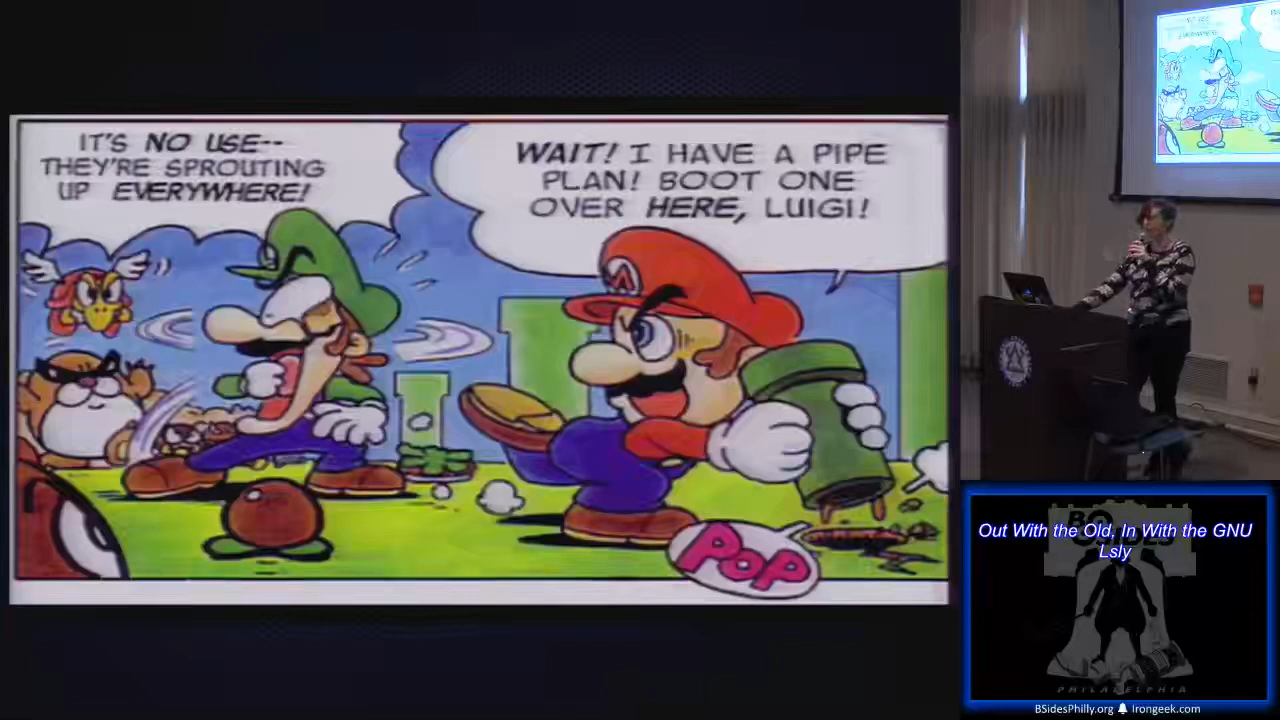 IT'S NO USE--
THEY'RE SPROUTING
UP EVERYWHERE!
WAIT! I HAVE A PIPE
PLAN! BOOT ONE
OVER HERE, LUIGI!
M
POP
Out With the Old, In With the GNU
Lsly
PHILADELPHIA
BSidesPhilly.org Irongeek.com